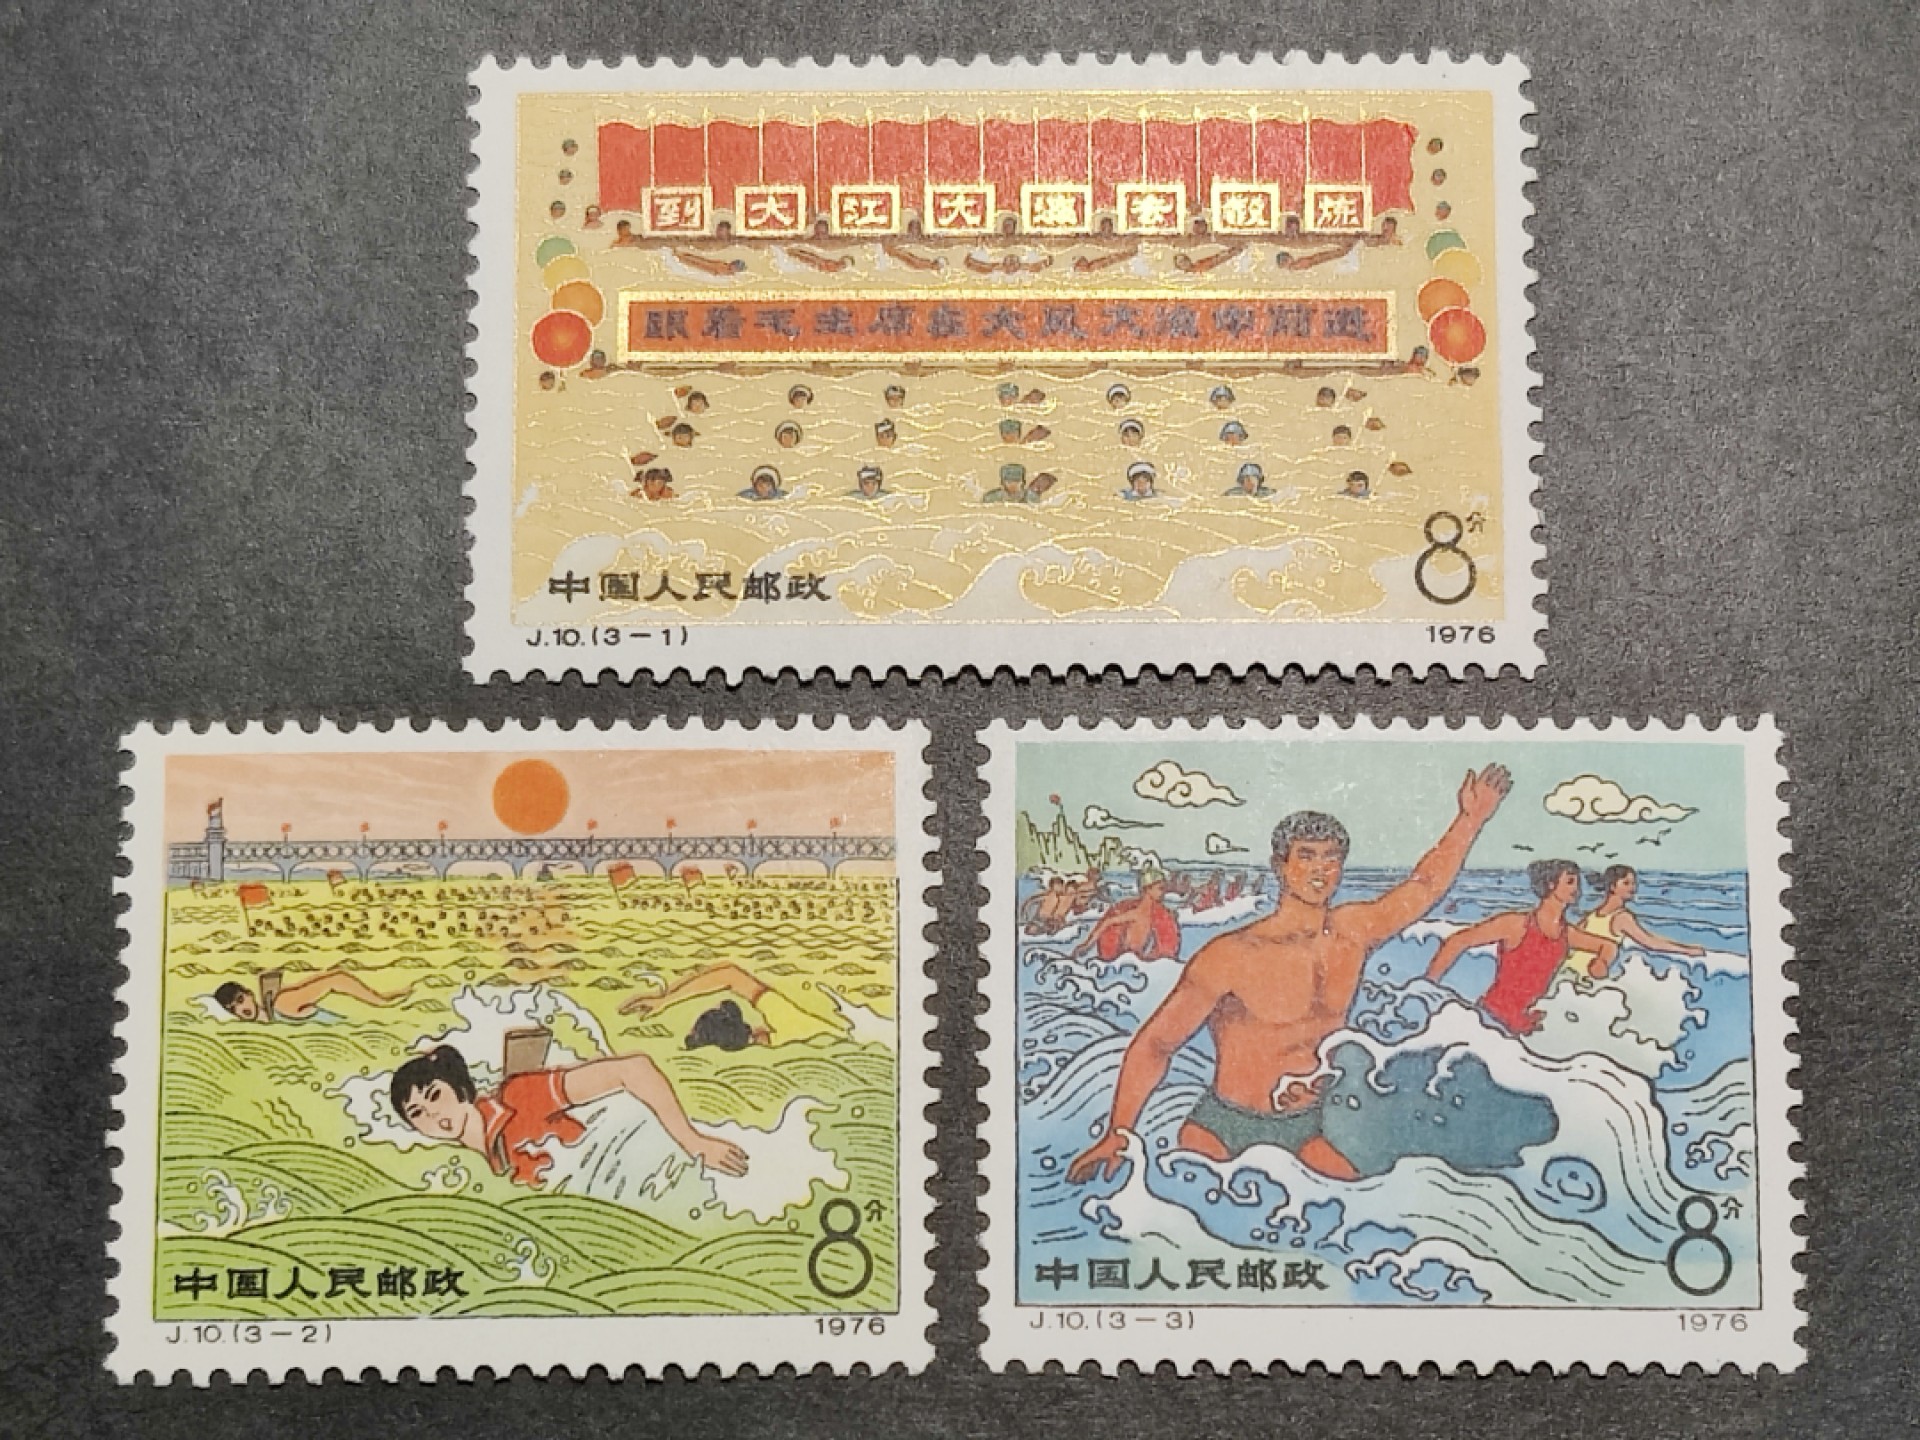 到大江大海去锻炼
跟着毛主席在大风大浪中前进
8分
中国人民邮政
J.10.(3-1)
1976
8分
中国人民邮政
J.10.(3-2)
1976
8分
中国人民邮政
J.10.(3-3)
1976